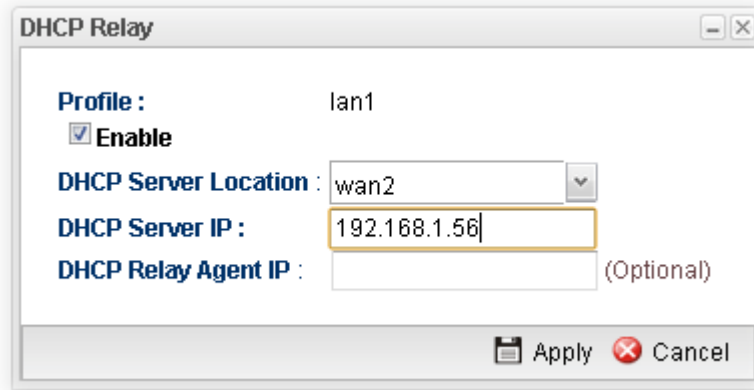 DHCP Relay
Profile : lan1
Enable
DHCP Server Location : wan2
DHCP Server IP : 192.168.1.56
DHCP Relay Agent IP : (Optional)
Apply Cancel